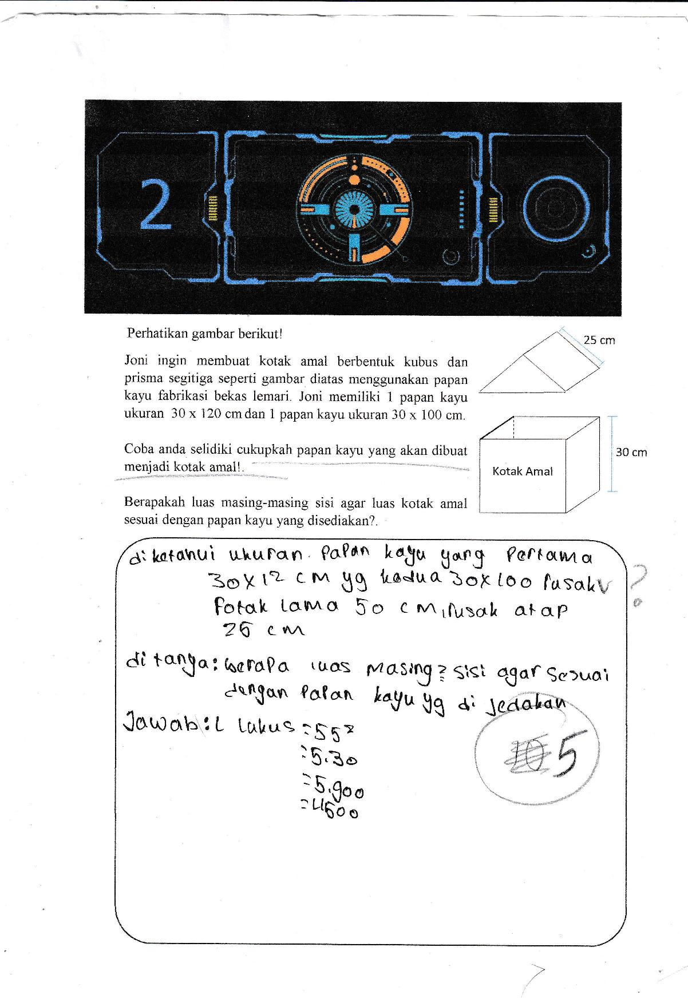 2
Perhatikan gambar berikut!
25 cm
Joni ingin membuat kotak amal berbentuk kubus dan
prisma segitiga seperti gambar diatas menggunakan papan
kayu fabrikasi bekas lemari. Joni memiliki 1 papan kayu
ukuran 30 x 120 cm dan 1 papan kayu ukuran 30 x 100 cm.
Coba anda selidiki cukupkah papan kayu yang akan dibuat
menjadi kotak amal!.
30 cm
Kotak Amal
Berapakah luas masing-masing sisi agar luas kotak amal
sesuai dengan papan kayu yang disediakan?.
di ketahui ukuran papan kayu yang pertama
30x12 cm yg kedua 30x100 rusak
?
lama 50 cm, rusak atap
cm
di tanya: berapa luas masing² sisi agar sesuai
dengan papan kayu yg di
Jawab: L = 5 5²
= 5.30
= 5.900
= 4500
5